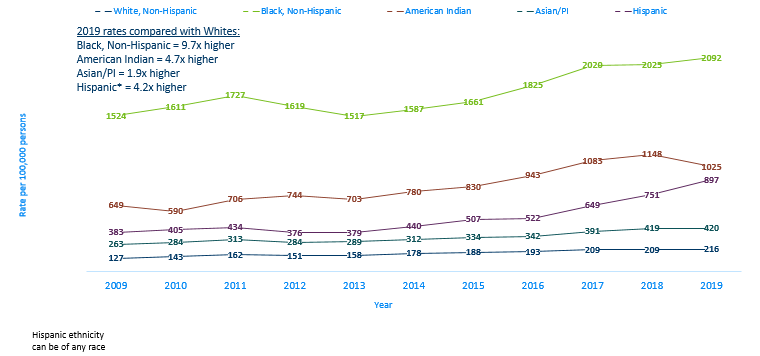 White, Non-Hispanic Black, Non-Hispanic American Indian Asian/PI Hispanic
2019 rates compared with Whites:
Black, Non-Hispanic = 9.7x higher
American Indian = 4.7x higher
Asian/PI = 1.9x higher
Hispanic* = 4.2x higher
Rate per 100,000 persons
1524 1611 1727 1619 1517 1587 1661 1825 2020 2023 2092
649 590 706 744 703 780 830 943 1083 1148 1025
383 405 434 376 379 440 507 522 649 751 897
263 284 313 284 289 312 334 342 391 419 420
127 143 162 151 158 178 188 193 209 209 216
2009 2010 2011 2012 2013 2014 2015 2016 2017 2018 2019
Year
Hispanic ethnicity
can be of any race